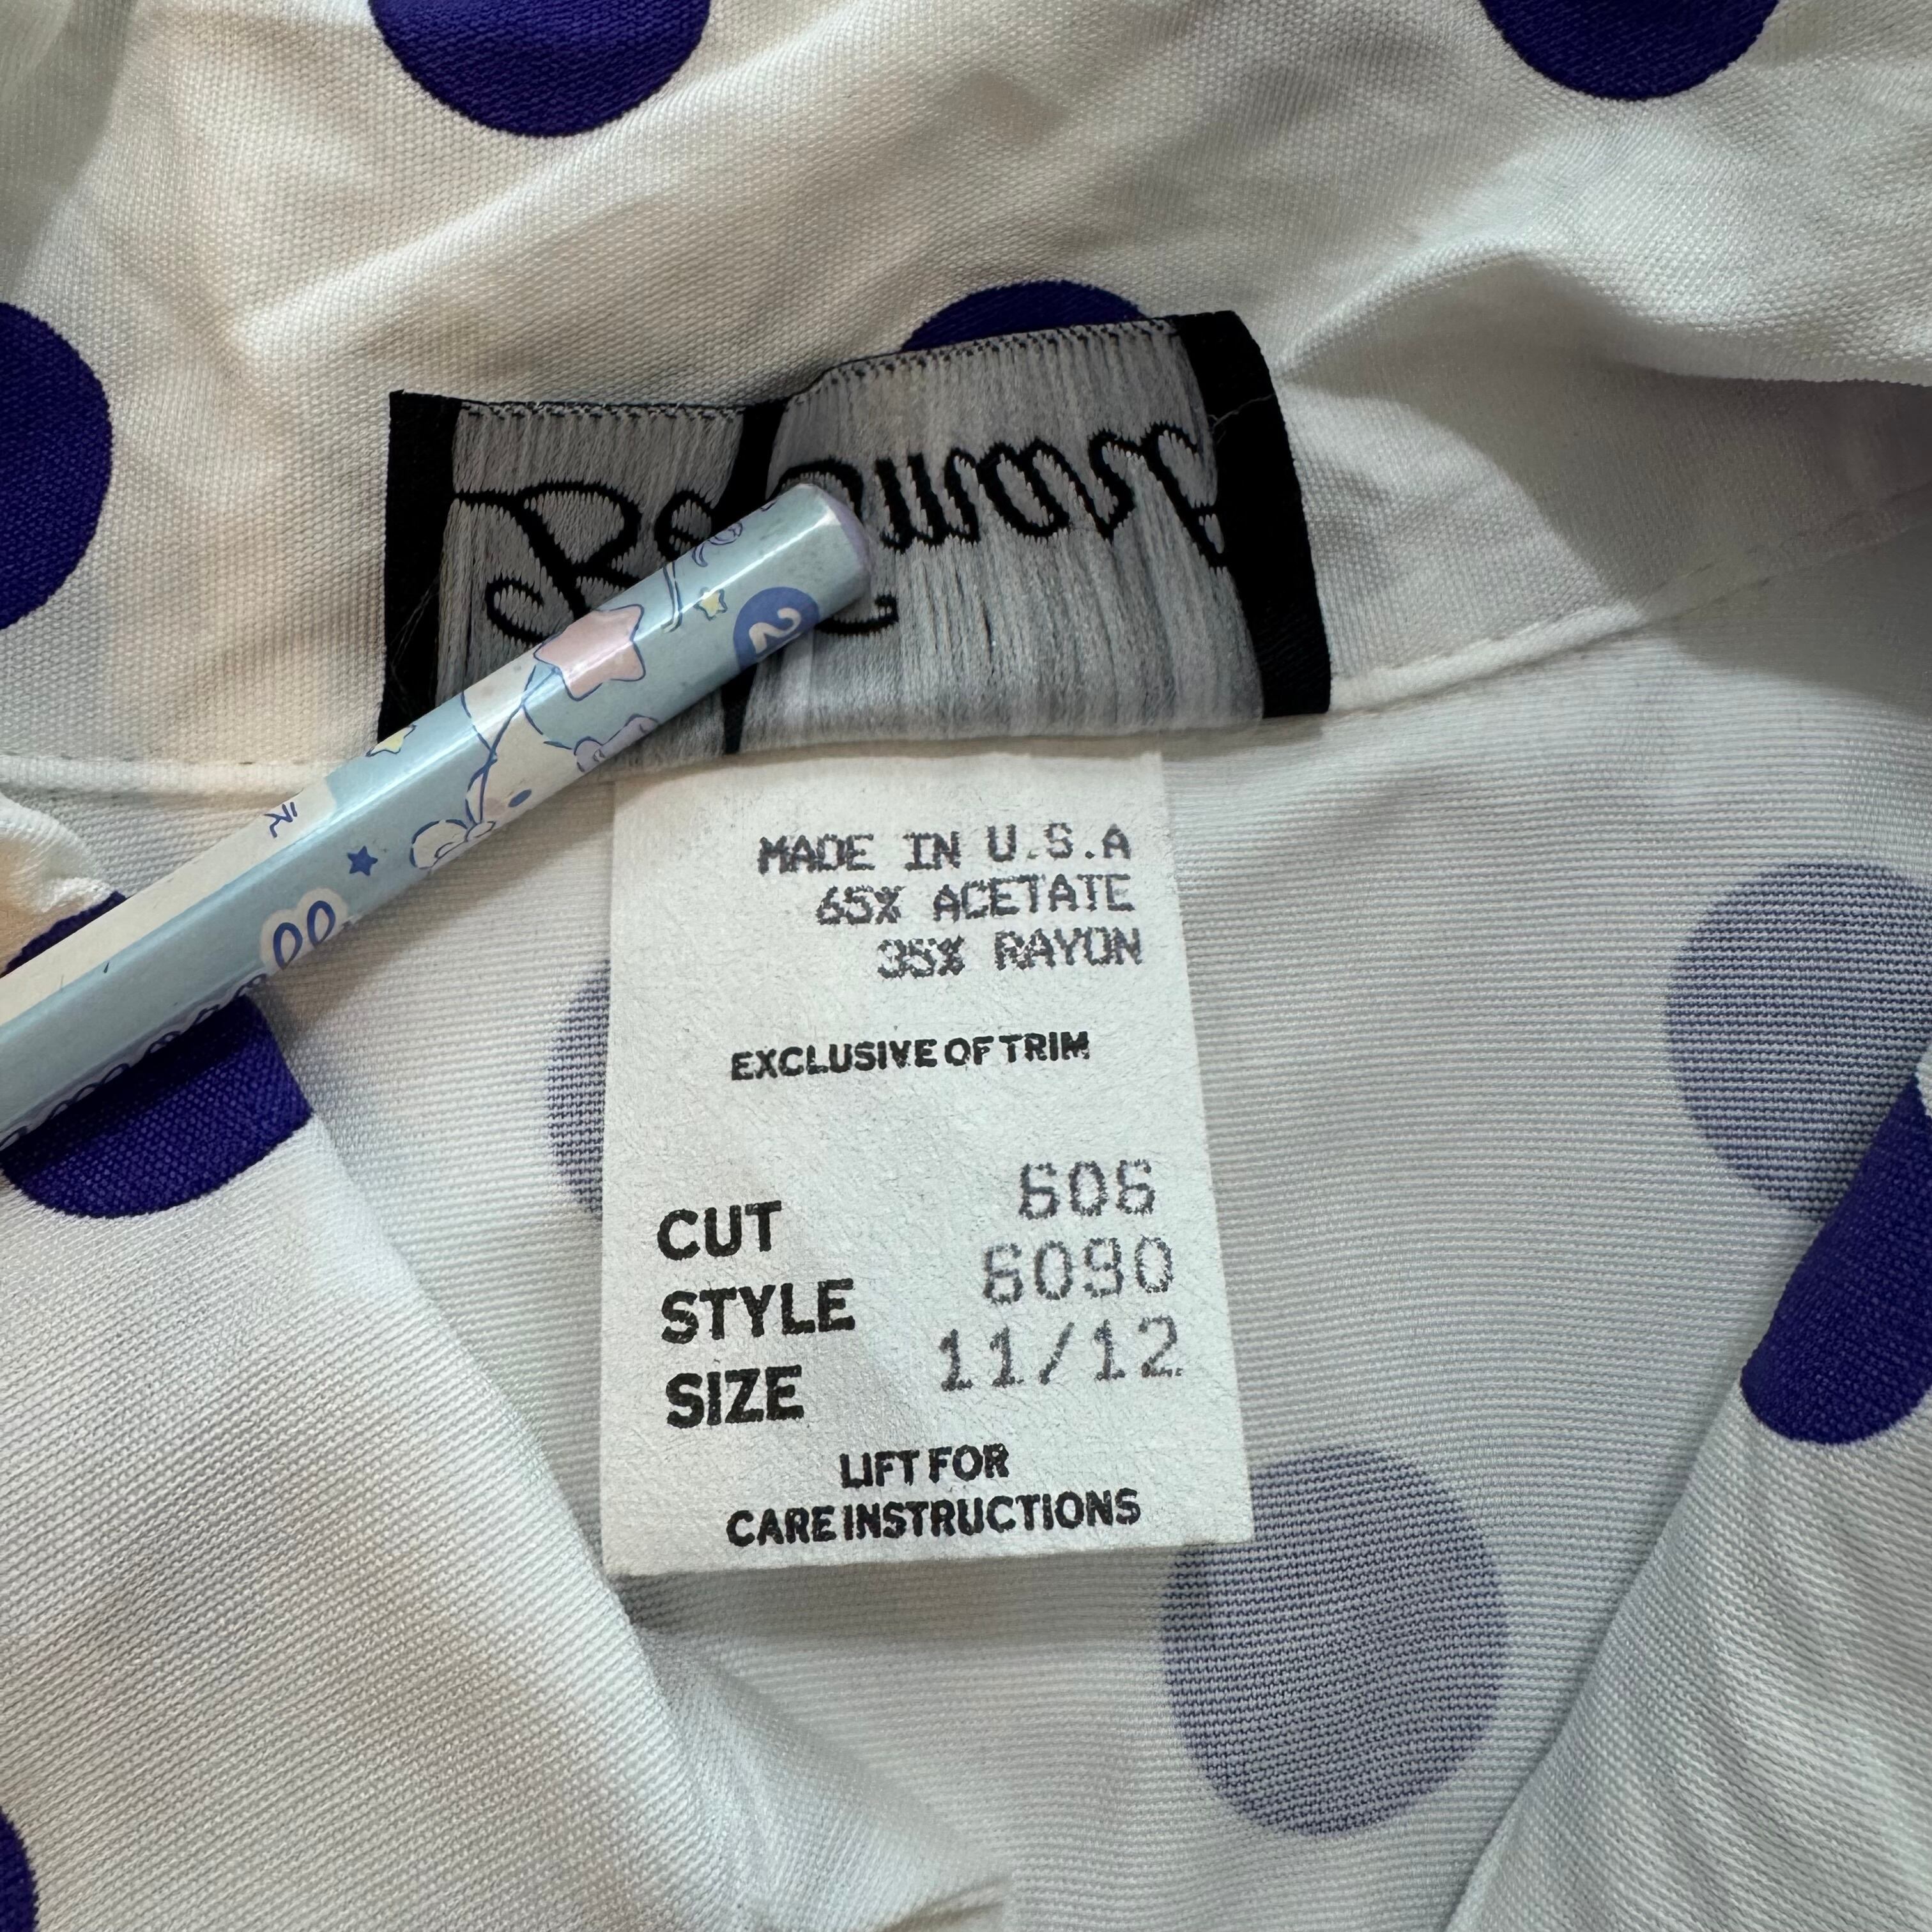 2
MADE IN U.S.A
65% ACETATE
35% RAYON
EXCLUSIVE OF TRIM
CUT 606
STYLE 6090
SIZE 11/12
LIFT FOR
CARE INSTRUCTIONS